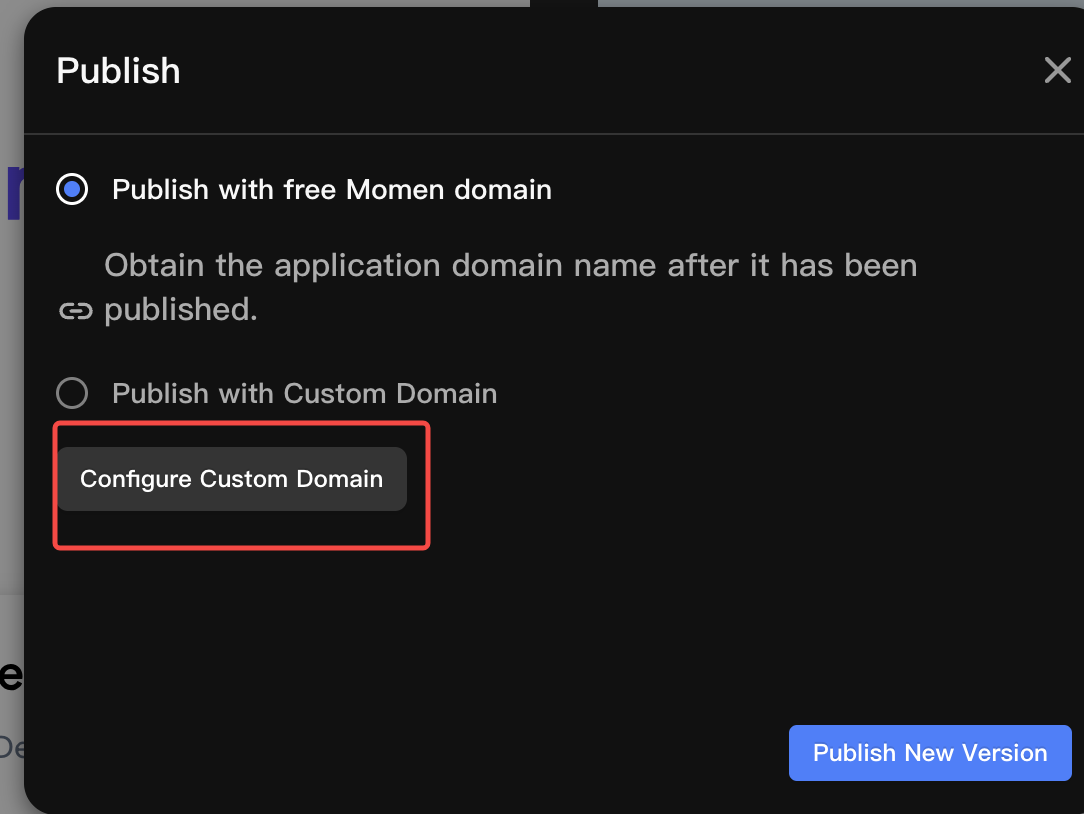 Publish
Publish with free Momen domain
Obtain the application domain name after it has been
published.
Publish with Custom Domain
Configure Custom Domain
Publish New Version